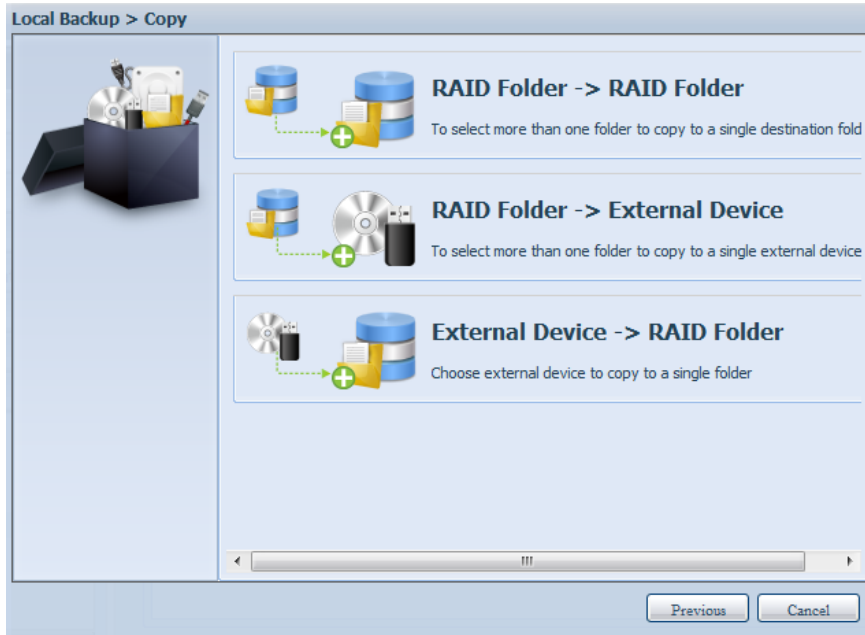 Local Backup > Copy
RAID Folder -> RAID Folder
To select more than one folder to copy to a single destination fold
RAID Folder -> External Device
To select more than one folder to copy to a single external device
External Device -> RAID Folder
Choose external device to copy to a single folder
Previous
Cancel